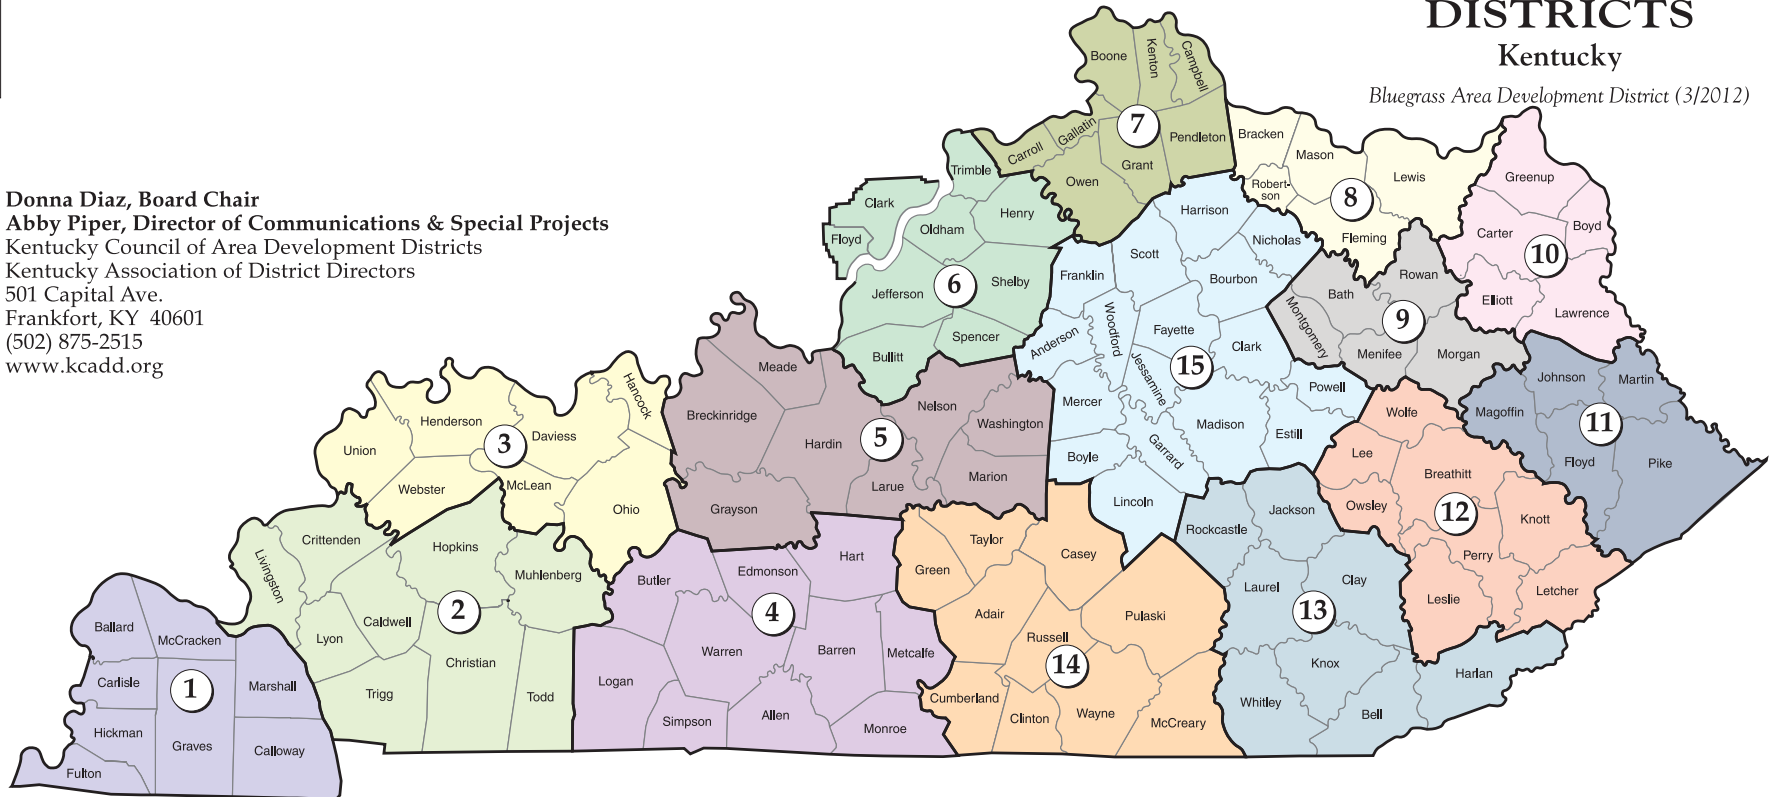 DISTRICTS
Kentucky
Bluegrass Area Development District (3/2012)
Donna Diaz, Board Chair
Abby Piper, Director of Communications & Special Projects
Kentucky Council of Area Development Districts
Kentucky Association of District Directors
501 Capital Ave.
Frankfort, KY 40601
(502) 875-2515
www.kcadd.org
Ballard
McCracken
Carlisle
1
Marshall
Hickman
Graves
Calloway
Fulton
Livingston
Crittenden
Hopkins
Muhlenberg
Caldwell
2
Lyon
Christian
Trigg
Todd
Hancock
Henderson
Daviess
3
Union
Webster
McLean
Ohio
Butler
Edmonson
Hart
4
Warren
Barren
Metcalfe
Logan
Simpson
Allen
Monroe
Meade
Breckinridge
Nelson
Washington
Hardin
5
Larue
Marion
Grayson
Trimble
Clark
Henry
Oldham
Floyd
Jefferson
6
Shelby
Spencer
Bullitt
Boone
Kenton
Campbell
7
Gallatin
Carroll
Pendleton
Grant
Owen
Bracken
Mason
Lewis
Robert-
son
8
Fleming
Rowan
Bath
Montgomery
9
Menifee
Morgan
Greenup
Carter
Boyd
10
Elliott
Lawrence
Johnson
Martin
Magoffin
11
Floyd
Pike
Wolfe
Lee
Breathitt
Owsley
12
Knott
Perry
Leslie
Letcher
Rockcastle
Jackson
Laurel
Clay
13
Knox
Whitley
Bell
Harlan
Taylor
Casey
Green
Adair
Pulaski
Russell
14
Cumberland
Clinton
Wayne
McCreary
Harrison
Nicholas
Scott
Franklin
Bourbon
Anderson
Woodford
Fayette
Clark
Jessamine
15
Powell
Mercer
Madison
Estill
Boyle
Garrard
Lincoln